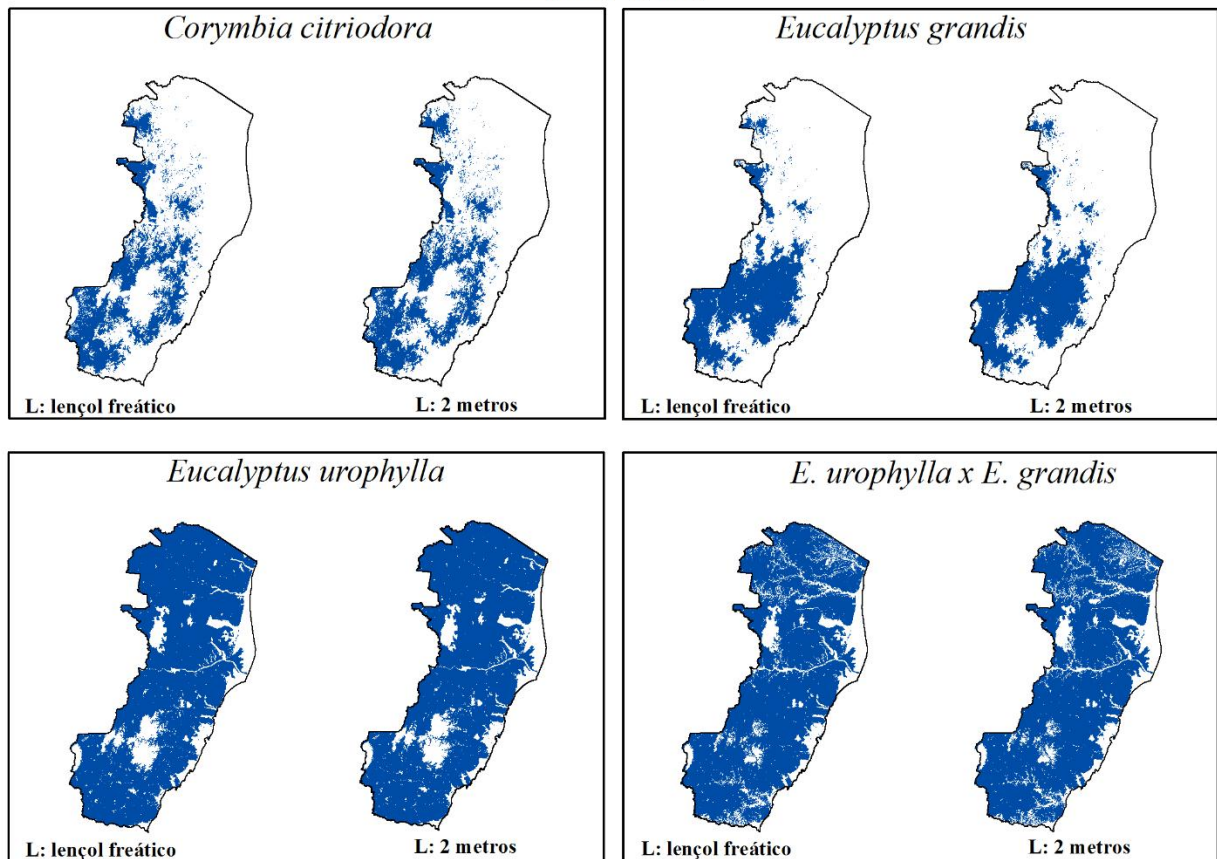 Corymbia citriodora
L: lençol freático
L: 2 metros
Eucalyptus grandis
L: lençol freático
L: 2 metros
Eucalyptus urophylla
L: lençol freático
L: 2 metros
E. urophylla x E. grandis
L: lençol freático
L: 2 metros